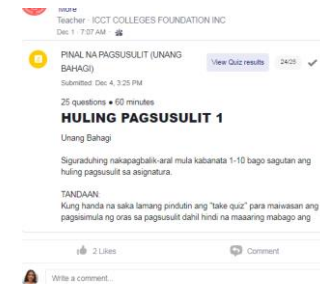 More
Teacher · ICCT COLLEGES FOUNDATION INC
Dec 1 · 7:07 AM ·
PINAL NA PAGSUSULIT (UNANG
BAHAGI)
View Quiz results
24/25
Submitted Dec 4, 3:25 PM
25 questions • 60 minutes
HULING PAGSUSULIT 1
Unang Bahagi
Siguraduhing nakapagbalik-aral mula kabanata 1-10 bago sagutan ang
huling pagsusulit sa asignatura.
TANDAAN:
Kung handa na saka lamang pindutin ang "take quiz" para maiwasan ang
pagsisimula ng oras sa pagsusulit dahil hindi na maaaring mabago ang
2 Likes
Comment
Write a comment...